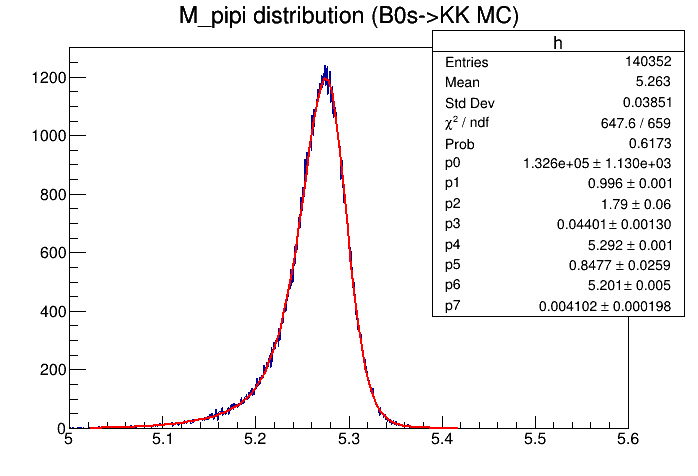 M_pipi distribution (B0s->KK MC)
h
Entries 140352
Mean 5.263
Std Dev 0.03851
χ² / ndf 647.6 / 659
Prob 0.6173
p0 1.326e+05 ± 1.130e+03
p1 0.996 ± 0.001
p2 1.79 ± 0.06
p3 0.04401 ± 0.00130
p4 5.292 ± 0.001
p5 0.8477 ± 0.0259
p6 5.201 ± 0.005
p7 0.004102 ± 0.000198
1200
1000
800
600
400
200
0
5 5.1 5.2 5.3 5.4 5.5 5.6